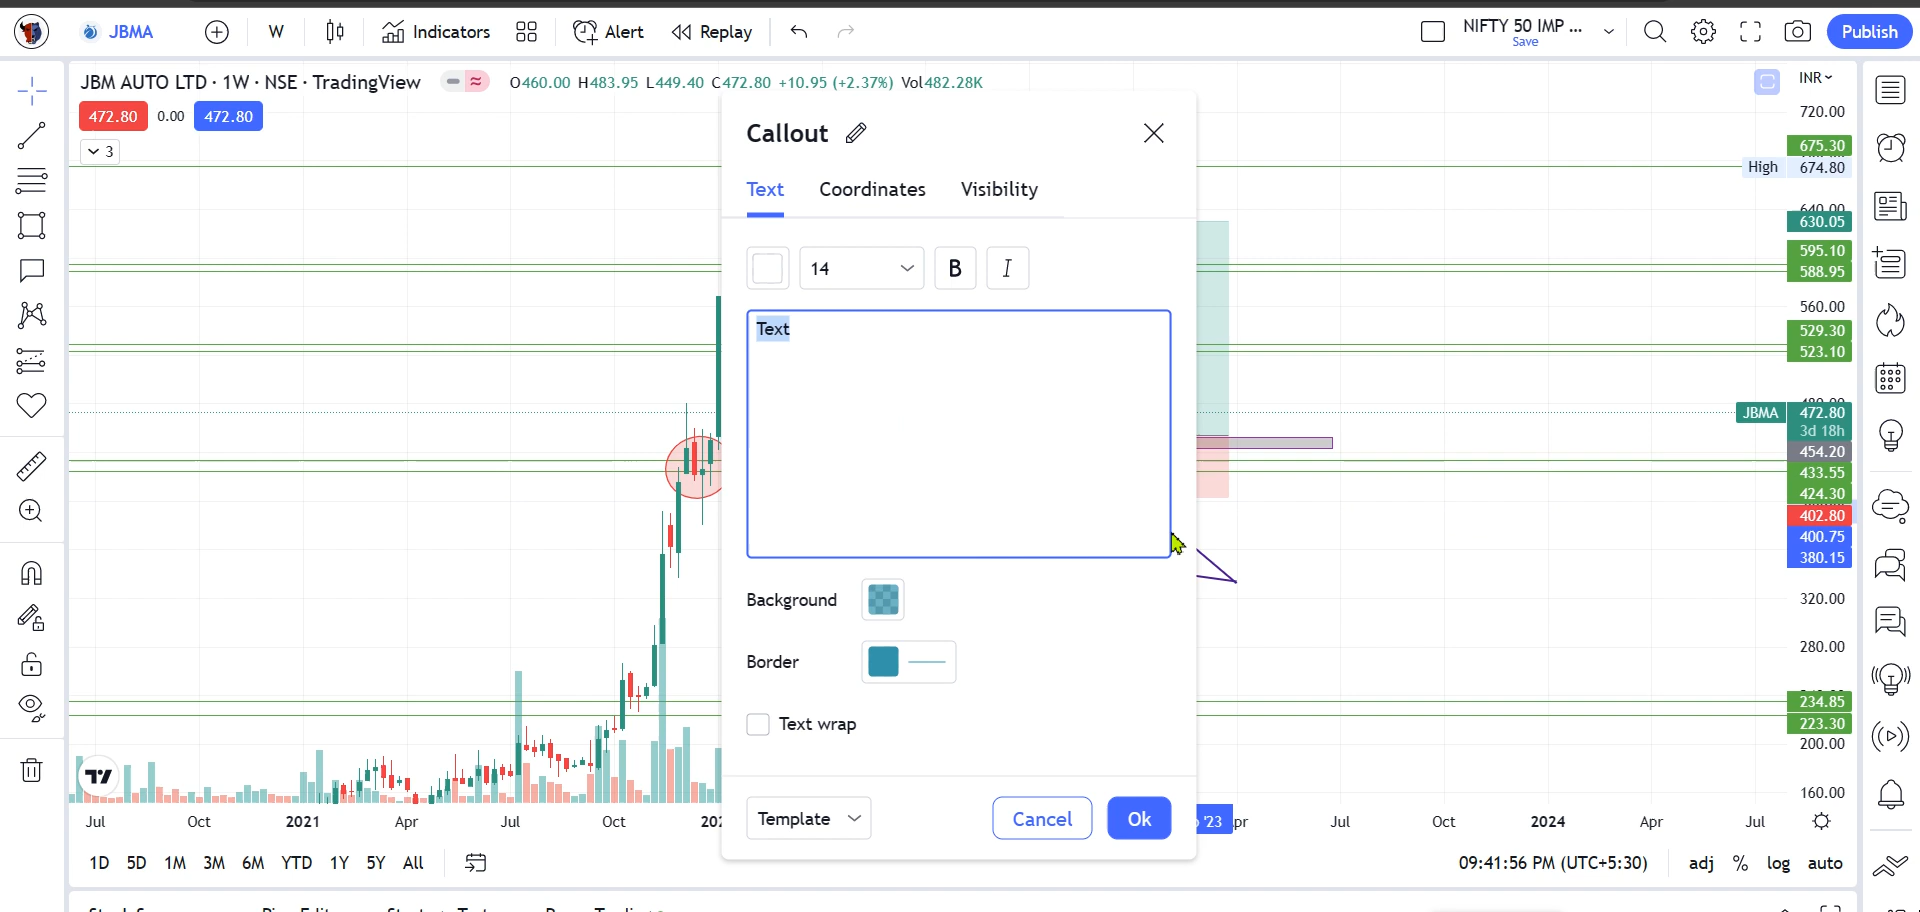 JBMA
W
Indicators
Alert
Replay
NIFTY 50 IMP ...
Save
Publish
JBM AUTO LTD · 1W · NSE · TradingView
O460.00 H483.95 L449.40 C472.80 +10.95 (+2.37%) Vol482.28K
INR
472.80
0.00
472.80
3
720.00
675.30
High 674.80
640.00
630.05
595.10
588.95
560.00
529.30
523.10
480.00
JBMA 472.80
3d 18h
454.20
433.55
424.30
402.80
400.75
380.15
320.00
280.00
234.85
223.30
200.00
160.00
Callout
Text Coordinates Visibility
14
B
I
Text
Background
Border
Text wrap
Template
Cancel
Ok
Jul Oct 2021 Apr Jul Oct
'23 pr Jul Oct 2024 Apr Jul
1D 5D 1M 3M 6M YTD 1Y 5Y All
09:41:56 PM (UTC+5:30)
adj % log auto